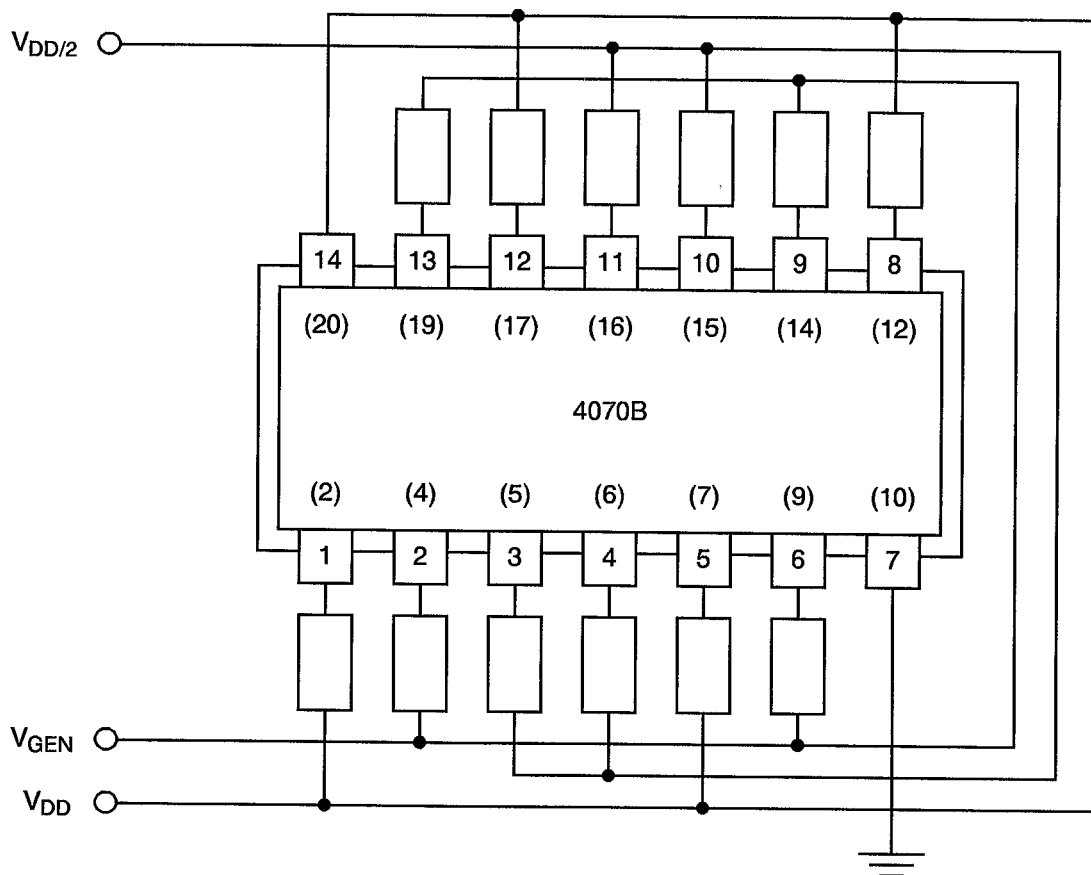 V_DD/2
14 13 12 11 10 9 8
(20) (19) (17) (16) (15) (14) (12)
4070B
(2) (4) (5) (6) (7) (9) (10)
1 2 3 4 5 6 7
V_GEN
V_DD